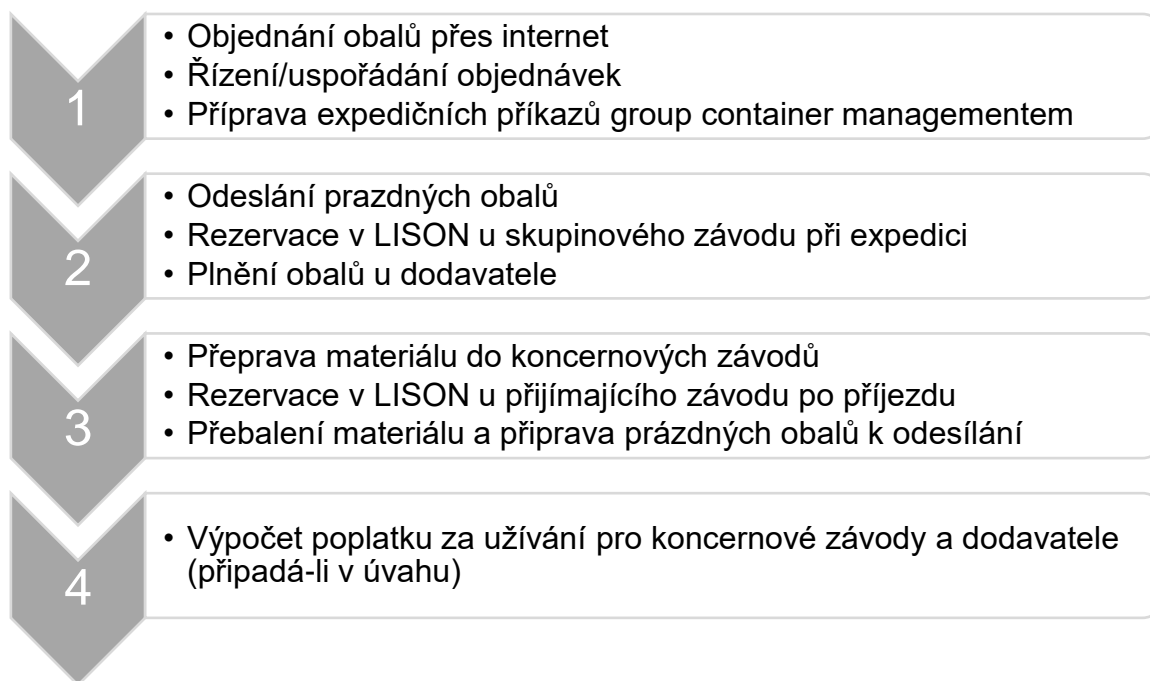 1
• Objednání obalů přes internet
• Řízení/uspořádání objednávek
• Příprava expedičních příkazů group container managementem
2
• Odeslání prazdných obalů
• Rezervace v LISON u skupinového závodu při expedici
• Plnění obalů u dodavatele
3
• Přeprava materiálu do koncernových závodů
• Rezervace v LISON u přijímajícího závodu po příjezdu
• Přebalení materiálu a připrava prázdných obalů k odesílání
4
• Výpočet poplatku za užívání pro koncernové závody a dodavatele
(připadá-li v úvahu)